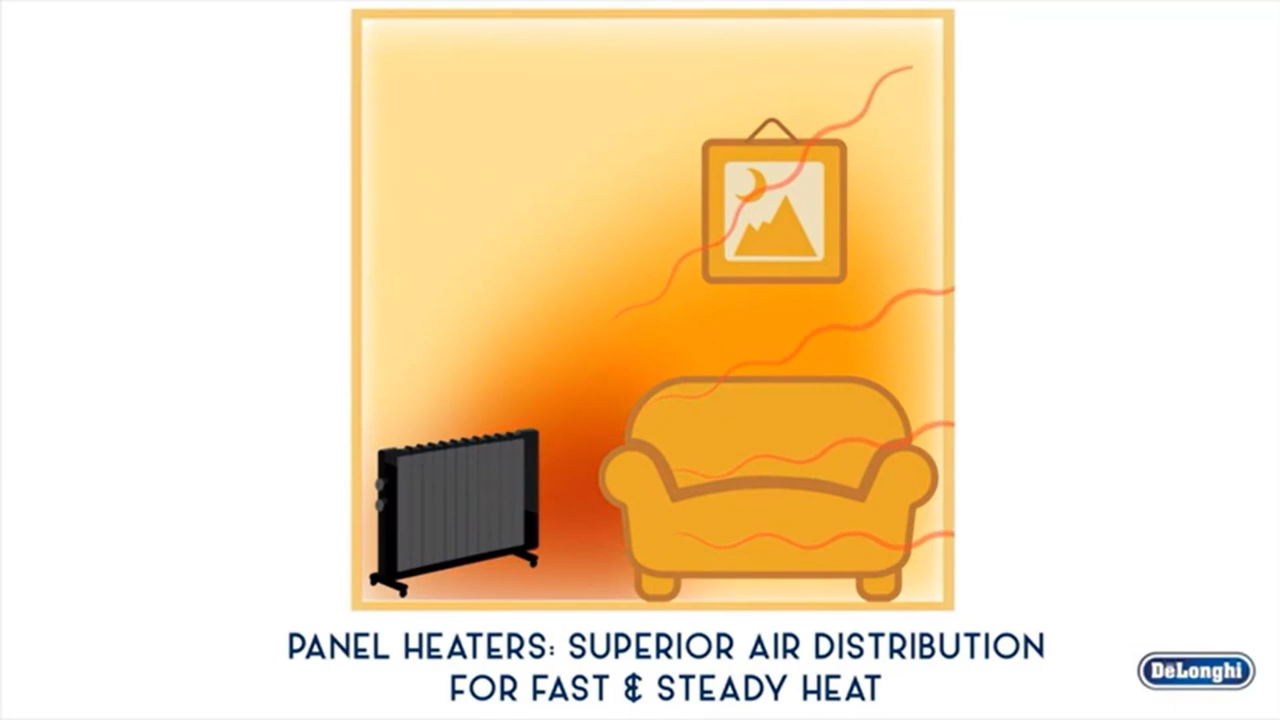 PANEL HEATERS: SUPERIOR AIR DISTRIBUTION
FOR FAST & STEADY HEAT
DeLonghi